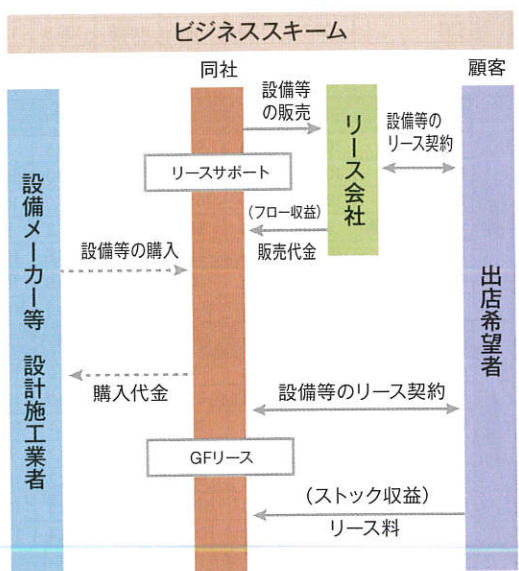 ビジネススキーム
同社
顧客
設備等
の販売
設備等の
リース契約
リース会社
リースサポート
(フロー収益)
販売代金
設備メーカー等 設計施工業者
設備等の購入
出店希望者
購入代金
設備等のリース契約
GFリース
(ストック収益)
リース料